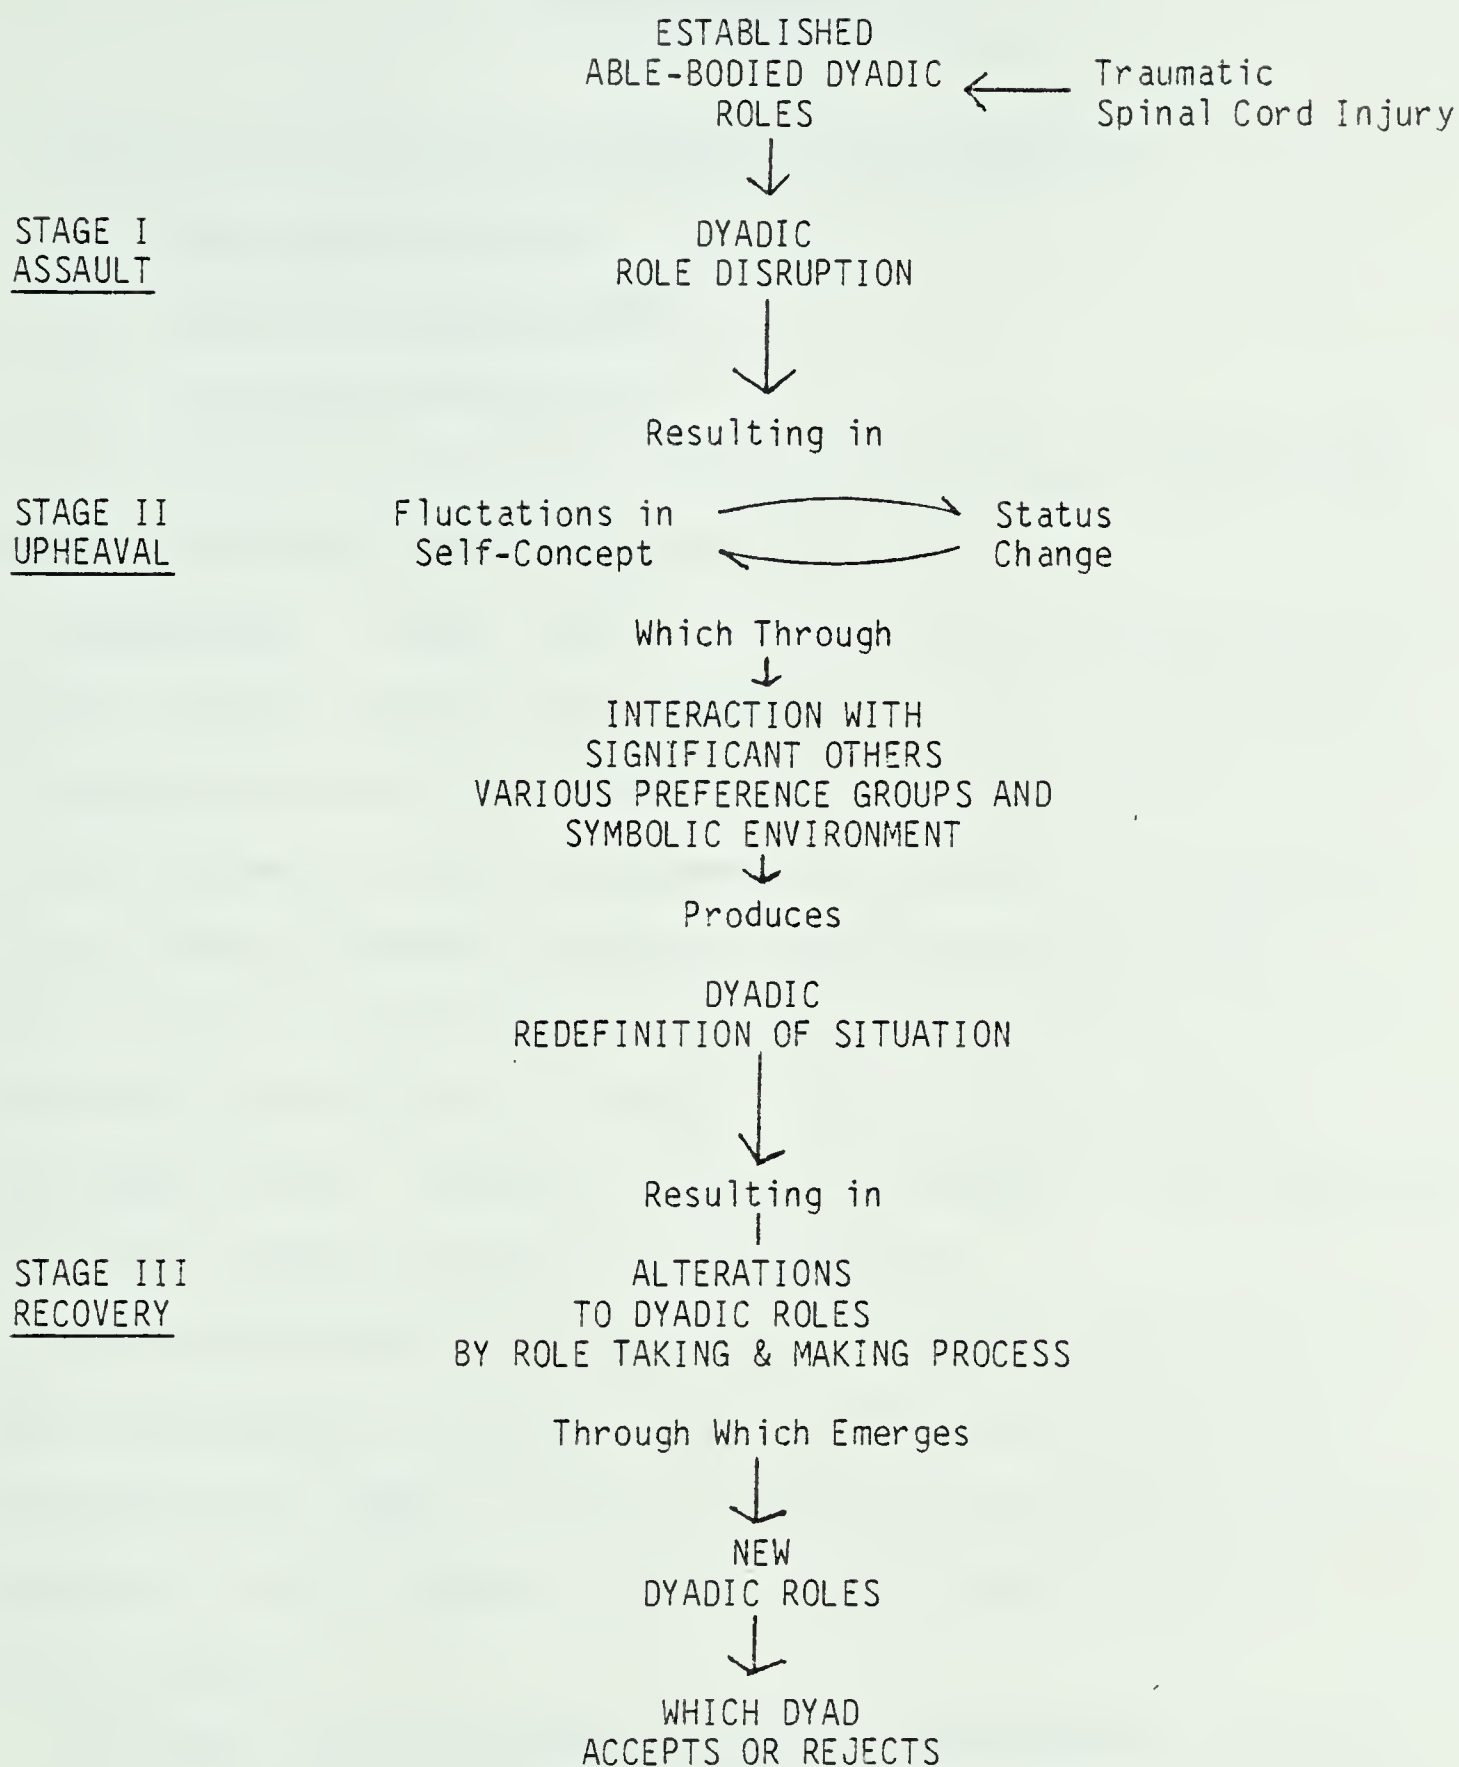 ESTABLISHED
ABLE-BODIED DYADIC
ROLES
Traumatic
Spinal Cord Injury
STAGE I
ASSAULT
DYADIC
ROLE DISRUPTION
Resulting in
STAGE II
UPHEAVAL
Fluctations in
Self-Concept
Status
Change
Which Through
INTERACTION WITH
SIGNIFICANT OTHERS
VARIOUS PREFERENCE GROUPS AND
SYMBOLIC ENVIRONMENT
Produces
DYADIC
REDEFINITION OF SITUATION
Resulting in
STAGE III
RECOVERY
ALTERATIONS
TO DYADIC ROLES
BY ROLE TAKING & MAKING PROCESS
Through Which Emerges
NEW
DYADIC ROLES
WHICH DYAD
ACCEPTS OR REJECTS